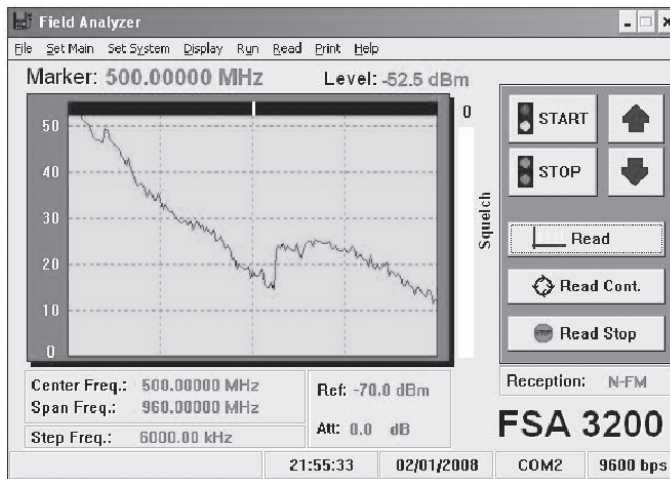 Field Analyzer
File Set Main Set System Display Run Read Print Help
Marker: 500.00000 MHz Level: -52.5 dBm
50
40
30
20
10
0
0
Squelch
START
STOP
Read
Read Cont.
Read Stop
Center Freq.: 500.00000 MHz
Span Freq.: 960.00000 MHz
Step Freq.: 6000.00 kHz
Ref: -70.0 dBm
Att: 0.0 dB
Reception: N-FM
FSA 3200
21:55:33 02/01/2008 COM2 9600 bps